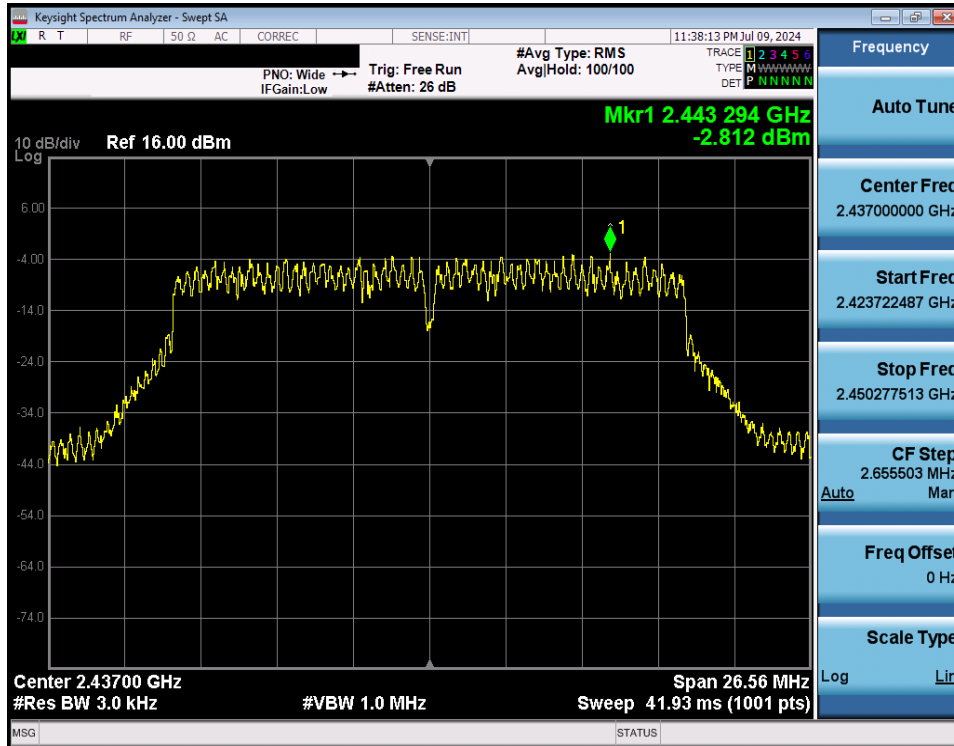 Keysight Spectrum Analyzer - Swept SA
LXI R T RF 50 Ω AC CORREC SENSE:INT 11:38:13 PM Jul 09, 2024
PNO: Wide
IFGain:Low
Trig: Free Run
#Atten: 26 dB
#Avg Type: RMS
Avg|Hold: 100/100
TRACE 1 2 3 4 5 6
TYPE M W W W W W
DET P N N N N N
Mkr1 2.443 294 GHz
-2.812 dBm
10 dB/div Ref 16.00 dBm
Log
6.00
-4.00
-14.0
-24.0
-34.0
-44.0
-54.0
-64.0
-74.0
1
Center 2.43700 GHz Span 26.56 MHz
#Res BW 3.0 kHz #VBW 1.0 MHz Sweep 41.93 ms (1001 pts)
MSG STATUS
Frequency
Auto Tune
Center Freq
2.437000000 GHz
Start Freq
2.423722487 GHz
Stop Freq
2.450277513 GHz
CF Step
2.655503 MHz
Auto Man
Freq Offset
0 Hz
Scale Type
Log Lin